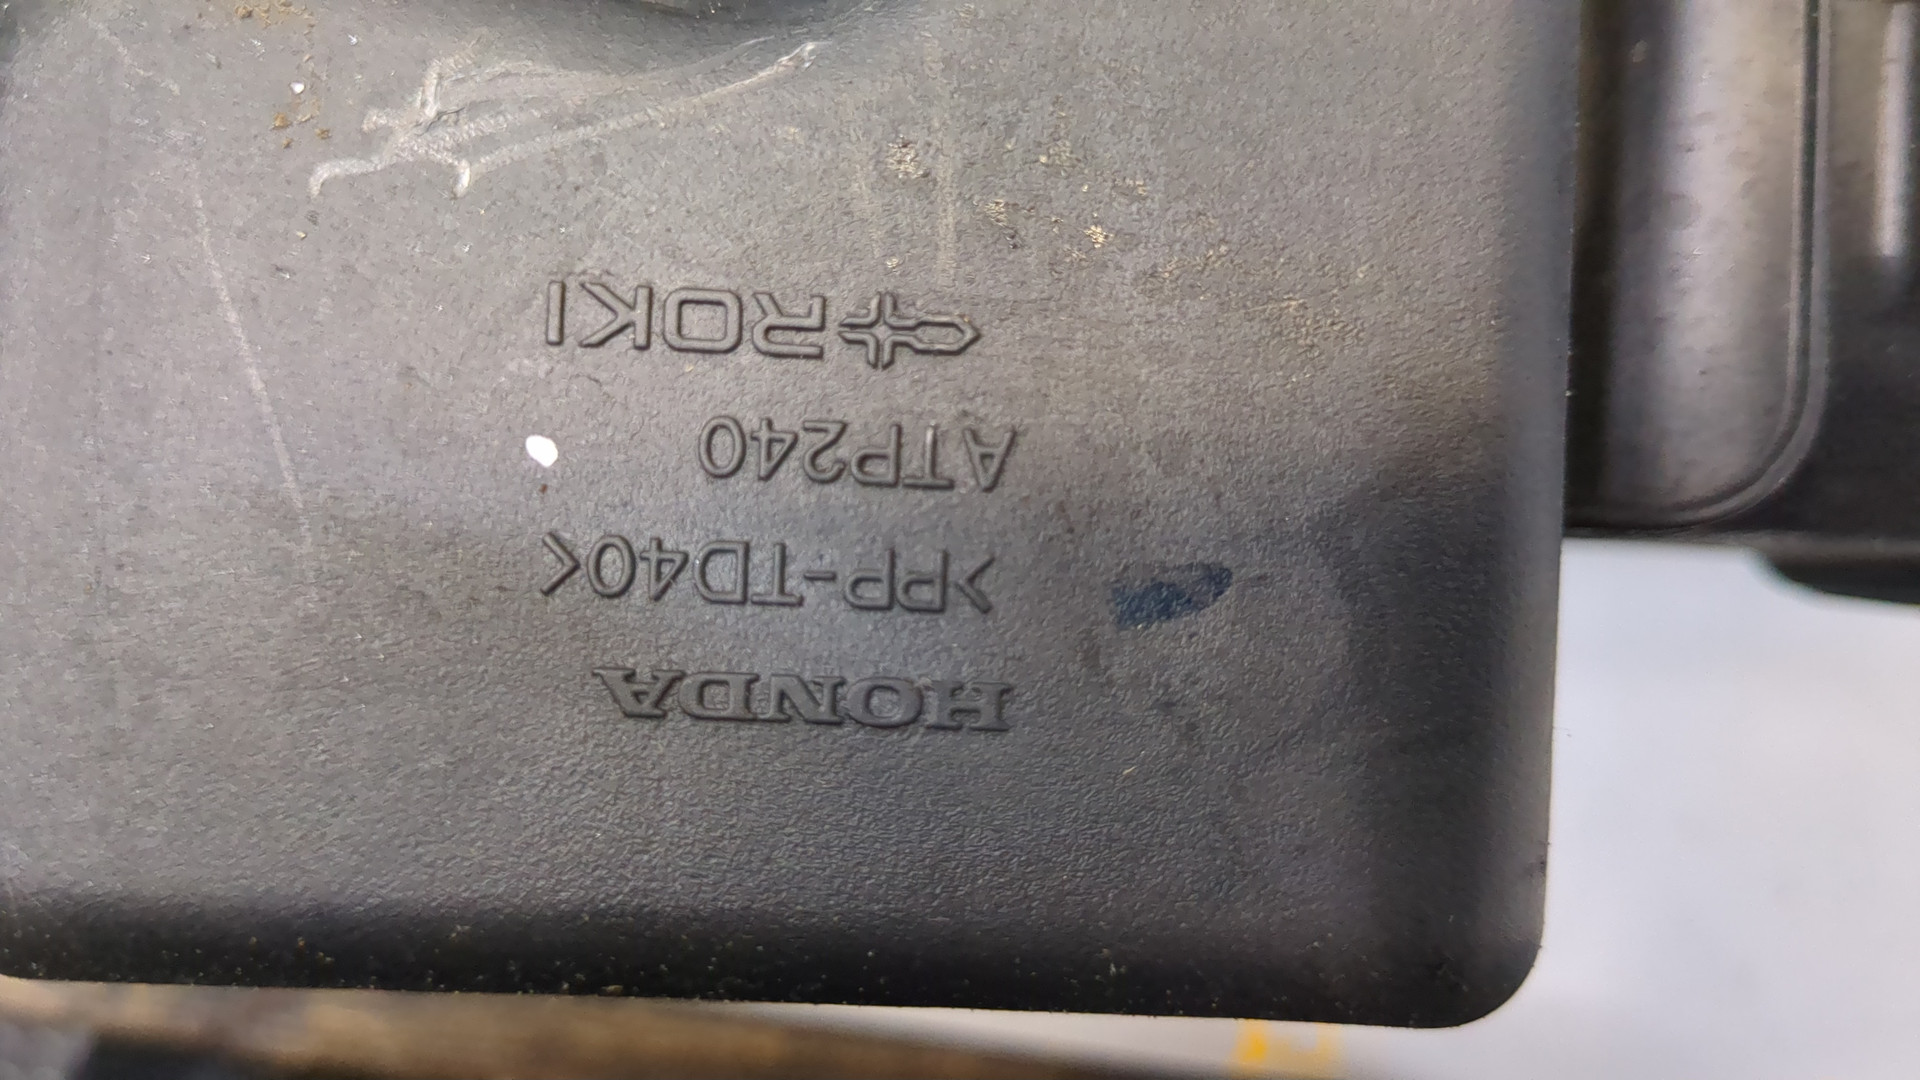 HONDA
>PP-TD40<
ATP240
ROKI